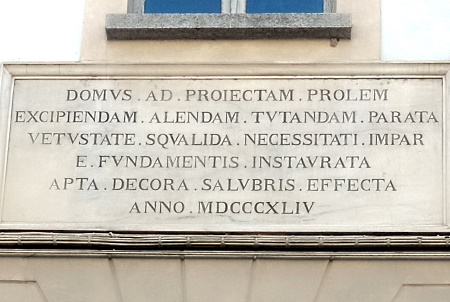 DOMVS . AD . PROIECTAM . PROLEM
EXCIPIENDAM . ALENDAM . TVTANDAM . PARATA
VETVSTATE . SQVALIDA . NECESSITATI . IMPAR
E . FVNDAMENTIS . INSTAVRATA
APTA . DECORA . SALVBRIS . EFFECTA
ANNO . MDCCCXLIV